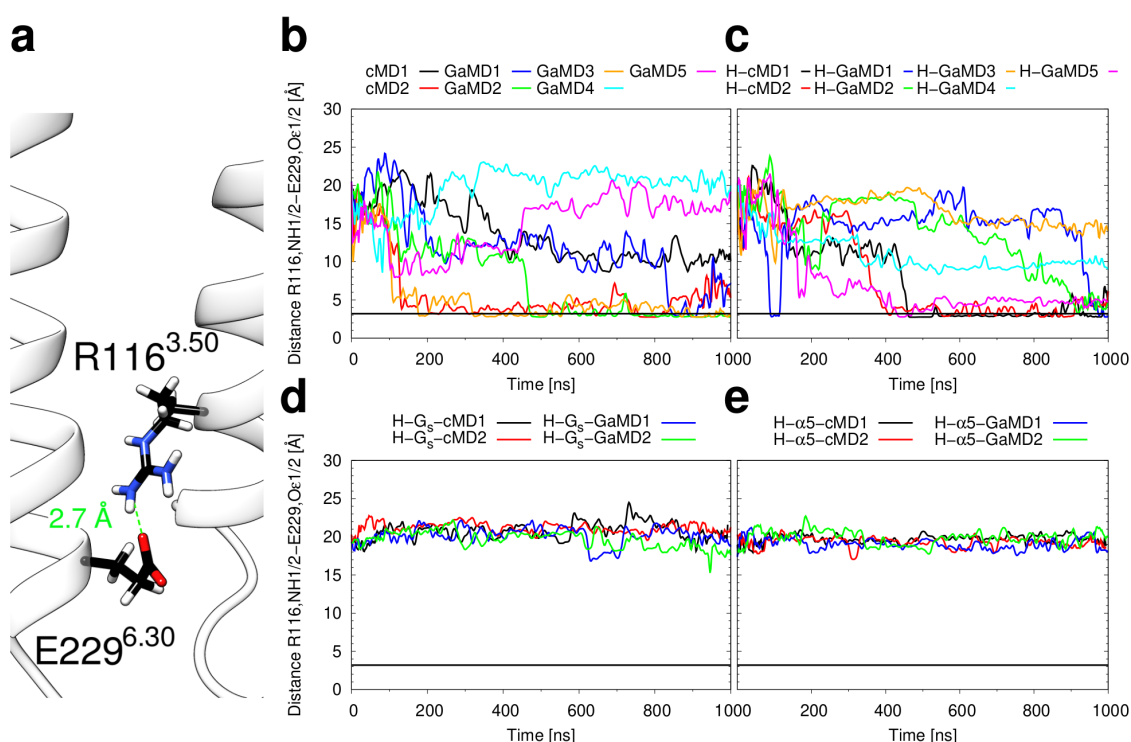 a
R116^3.50
2.7 Å
E229^6.30
b
cMD1 GaMD1 GaMD3 GaMD5
cMD2 GaMD2 GaMD4
Distance R116,NH1/2−E229,Oε1/2 [Å]
30
25
20
15
10
5
0
0 200 400 600 800 1000
Time [ns]
c
H−cMD1 H−GaMD1 H−GaMD3 H−GaMD5
H−cMD2 H−GaMD2 H−GaMD4
200 400 600 800 1000
Time [ns]
d
H−Gs−cMD1 H−Gs−GaMD1
H−Gs−cMD2 H−Gs−GaMD2
Distance R116,NH1/2−E229,Oε1/2 [Å]
30
25
20
15
10
5
0
0 200 400 600 800 1000
Time [ns]
e
H−α5−cMD1 H−α5−GaMD1
H−α5−cMD2 H−α5−GaMD2
200 400 600 800 1000
Time [ns]